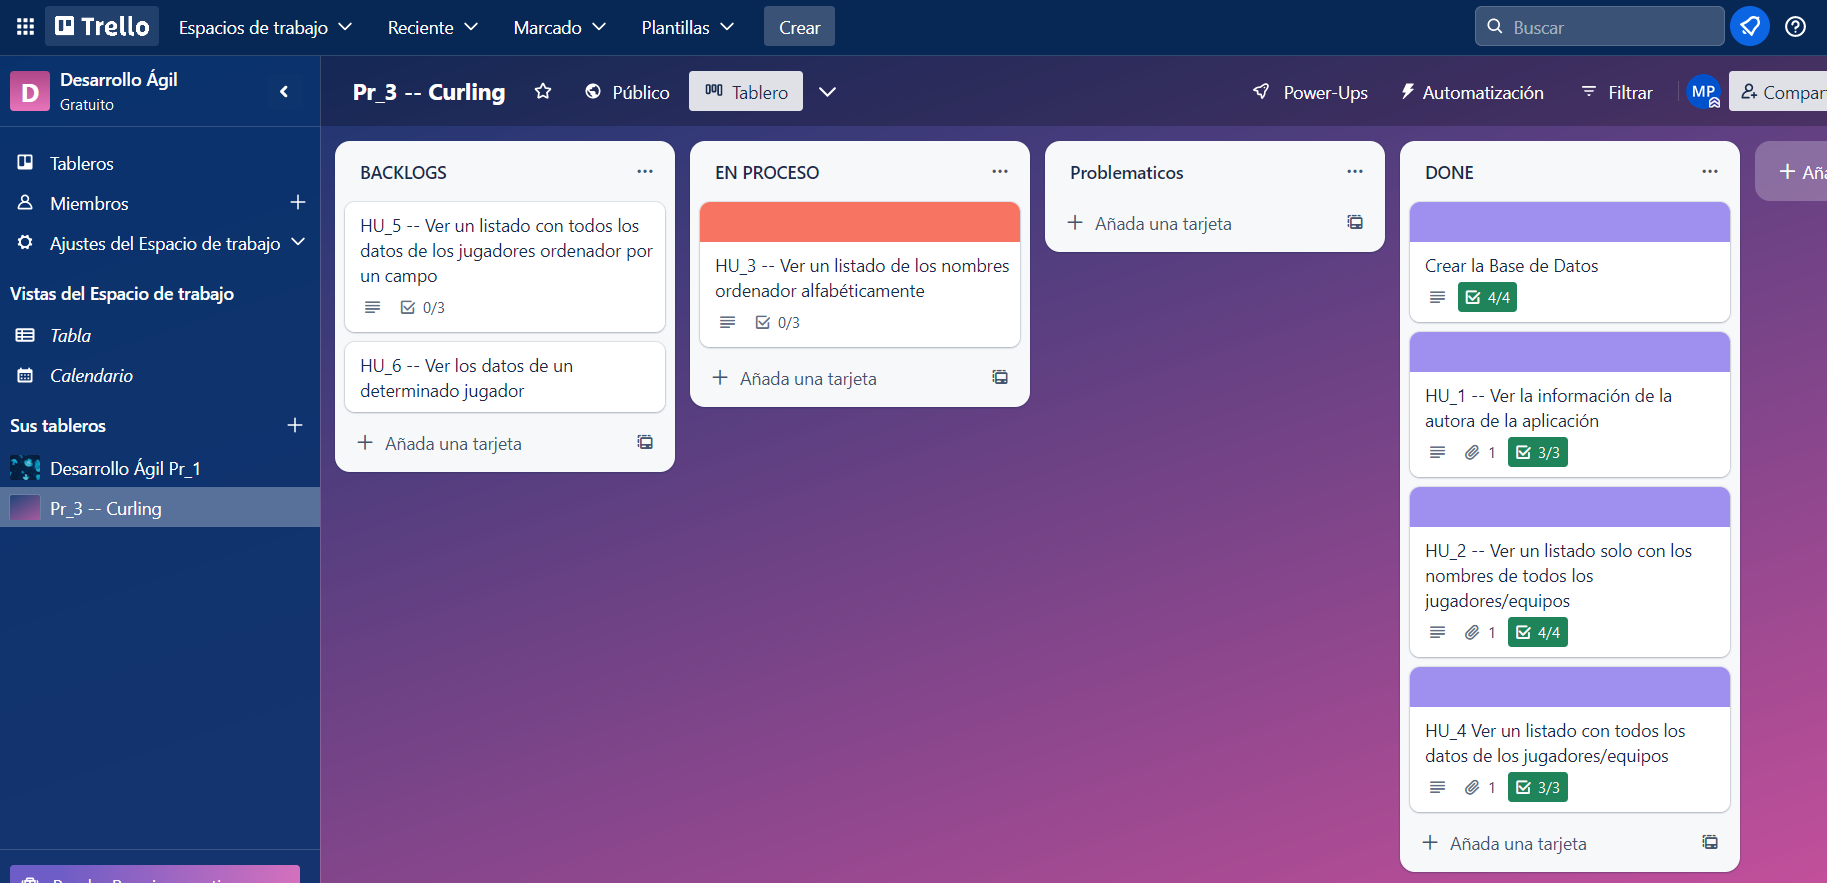 Trello
Espacios de trabajo
Reciente
Marcado
Plantillas
Crear
Buscar
D
Desarrollo Ágil
Gratuito
Pr_3 -- Curling
Público
Tablero
Power-Ups
Automatización
Filtrar
MP
Compar
Tableros
Miembros
Ajustes del Espacio de trabajo
Vistas del Espacio de trabajo
Tabla
Calendario
Sus tableros
Desarrollo Ágil Pr_1
Pr_3 -- Curling
BACKLOGS
HU_5 -- Ver un listado con todos los
datos de los jugadores ordenador por
un campo
0/3
HU_6 -- Ver los datos de un
determinado jugador
Añada una tarjeta
EN PROCESO
HU_3 -- Ver un listado de los nombres
ordenador alfabéticamente
0/3
Añada una tarjeta
Problematicos
Añada una tarjeta
DONE
Crear la Base de Datos
4/4
HU_1 -- Ver la información de la
autora de la aplicación
1 3/3
HU_2 -- Ver un listado solo con los
nombres de todos los
jugadores/equipos
1 4/4
HU_4 Ver un listado con todos los
datos de los jugadores/equipos
1 3/3
Añada una tarjeta
Aña